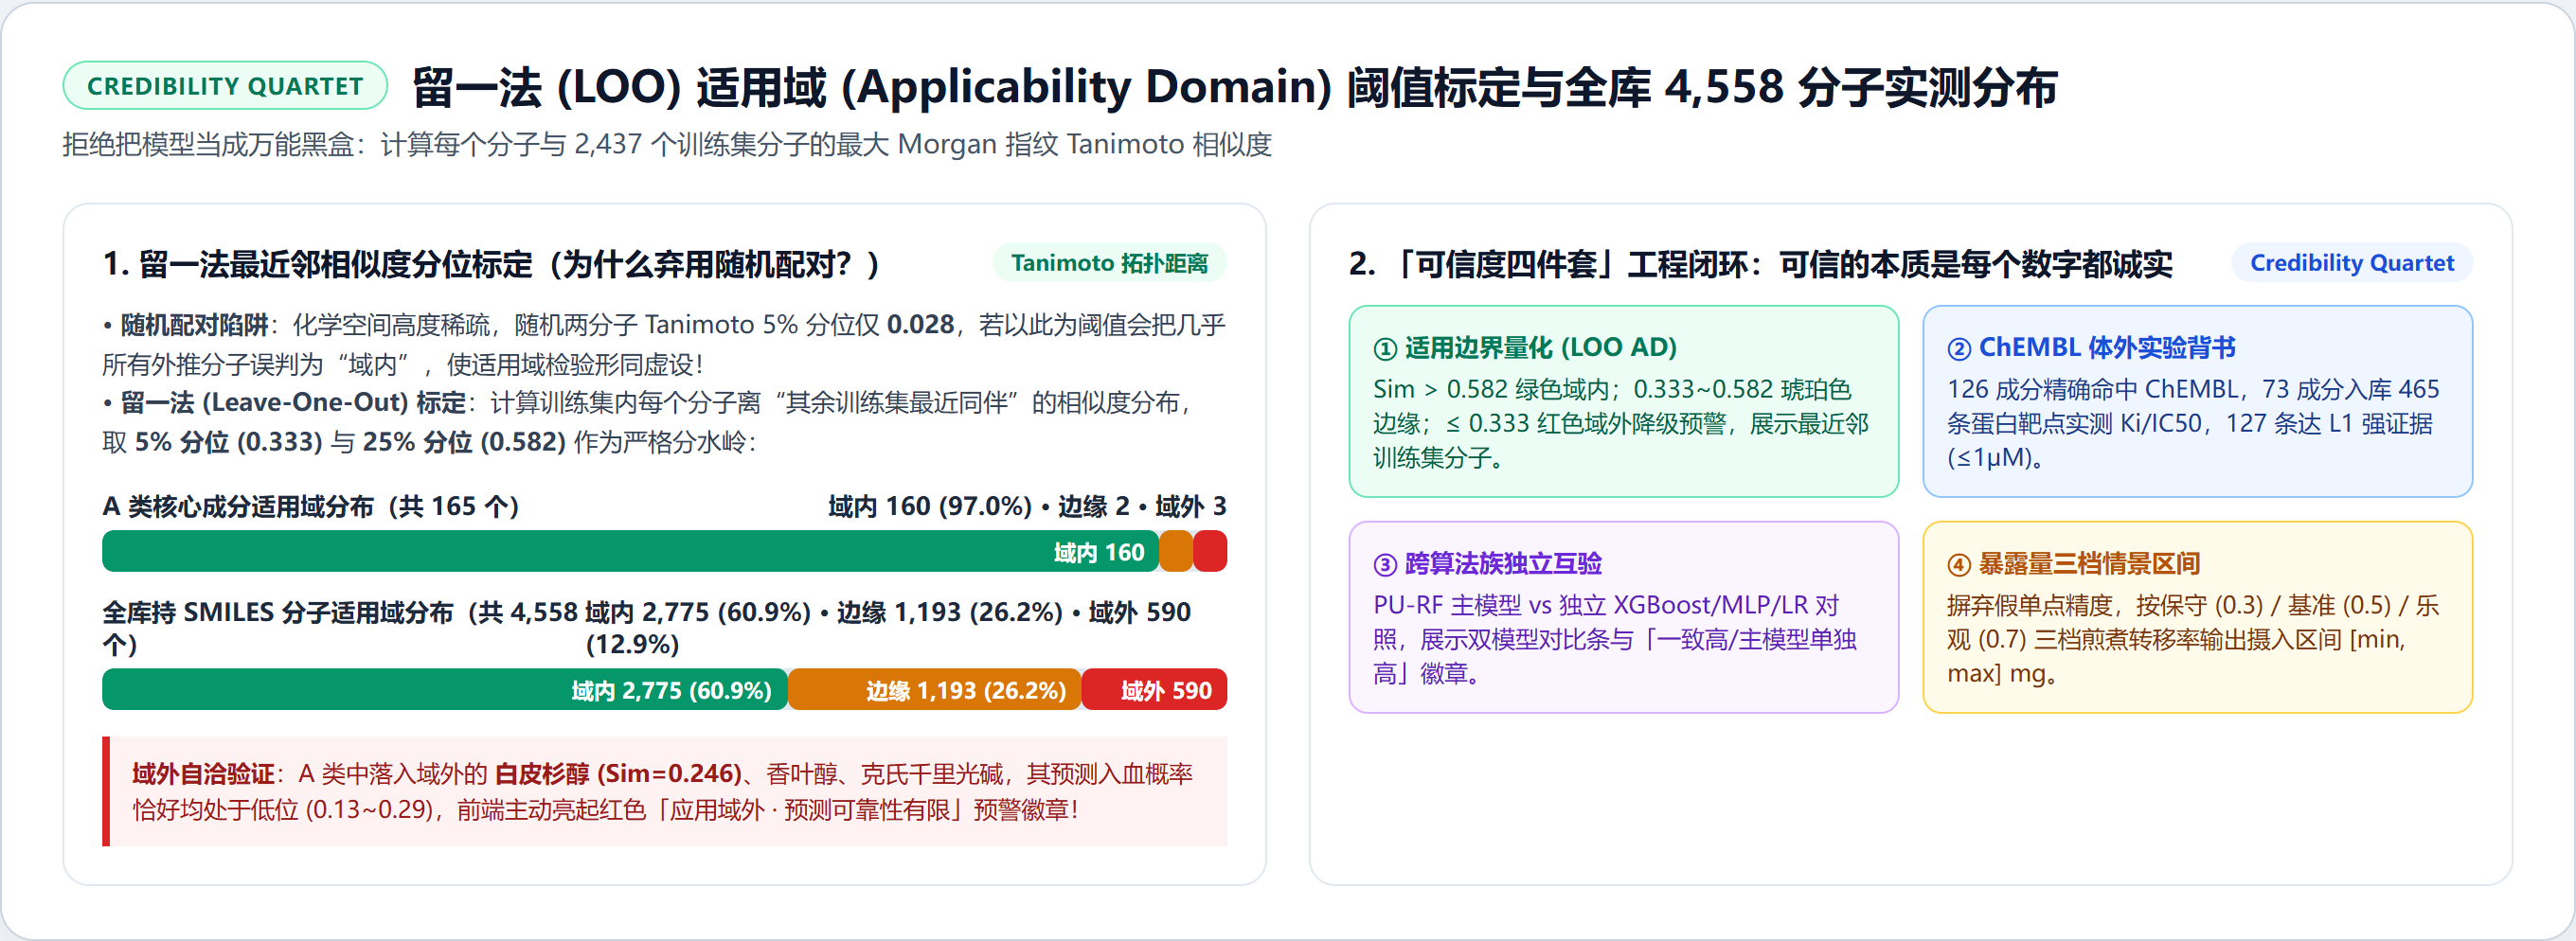 CREDIBILITY QUARTET 留一法 (LOO) 适用域 (Applicability Domain) 阈值标定与全库 4,558 分子实测分布
拒绝把模型当成万能黑盒：计算每个分子与 2,437 个训练集分子的最大 Morgan 指纹 Tanimoto 相似度
1. 留一法最近邻相似度分位标定（为什么弃用随机配对？）
Tanimoto 拓扑距离
• 随机配对陷阱：化学空间高度稀疏，随机两分子 Tanimoto 5% 分位仅 0.028，若以此为阈值会把几乎
所有外推分子误判为“域内”，使适用域检验形同虚设！
• 留一法 (Leave-One-Out) 标定：计算训练集内每个分子离“其余训练集最近同伴”的相似度分布，
取 5% 分位 (0.333) 与 25% 分位 (0.582) 作为严格分水岭：
A 类核心成分适用域分布（共 165 个）
域内 160 (97.0%) • 边缘 2 • 域外 3
域内 160
全库持 SMILES 分子适用域分布（共 4,558
个）
域内 2,775 (60.9%) • 边缘 1,193 (26.2%) • 域外 590
(12.9%)
域内 2,775 (60.9%)
边缘 1,193 (26.2%)
域外 590
域外自洽验证：A 类中落入域外的 白皮杉醇 (Sim=0.246)、香叶醇、克氏千里光碱，其预测入血概率
恰好均处于低位 (0.13~0.29)，前端主动亮起红色「应用域外 · 预测可靠性有限」预警徽章！
2. 「可信度四件套」工程闭环：可信的本质是每个数字都诚实
Credibility Quartet
① 适用边界量化 (LOO AD)
Sim > 0.582 绿色域内；0.333~0.582 琥珀色
边缘；≤ 0.333 红色域外降级预警，展示最近邻
训练集分子。
② ChEMBL 体外实验背书
126 成分精确命中 ChEMBL，73 成分入库 465
条蛋白靶点实测 Ki/IC50，127 条达 L1 强证据
(≤1μM)。
③ 跨算法族独立互验
PU-RF 主模型 vs 独立 XGBoost/MLP/LR 对
照，展示双模型对比条与「一致高/主模型单独
高」徽章。
④ 暴露量三档情景区间
摒弃假单点精度，按保守 (0.3) / 基准 (0.5) / 乐
观 (0.7) 三档煎煮转移率输出摄入区间 [min,
max] mg。